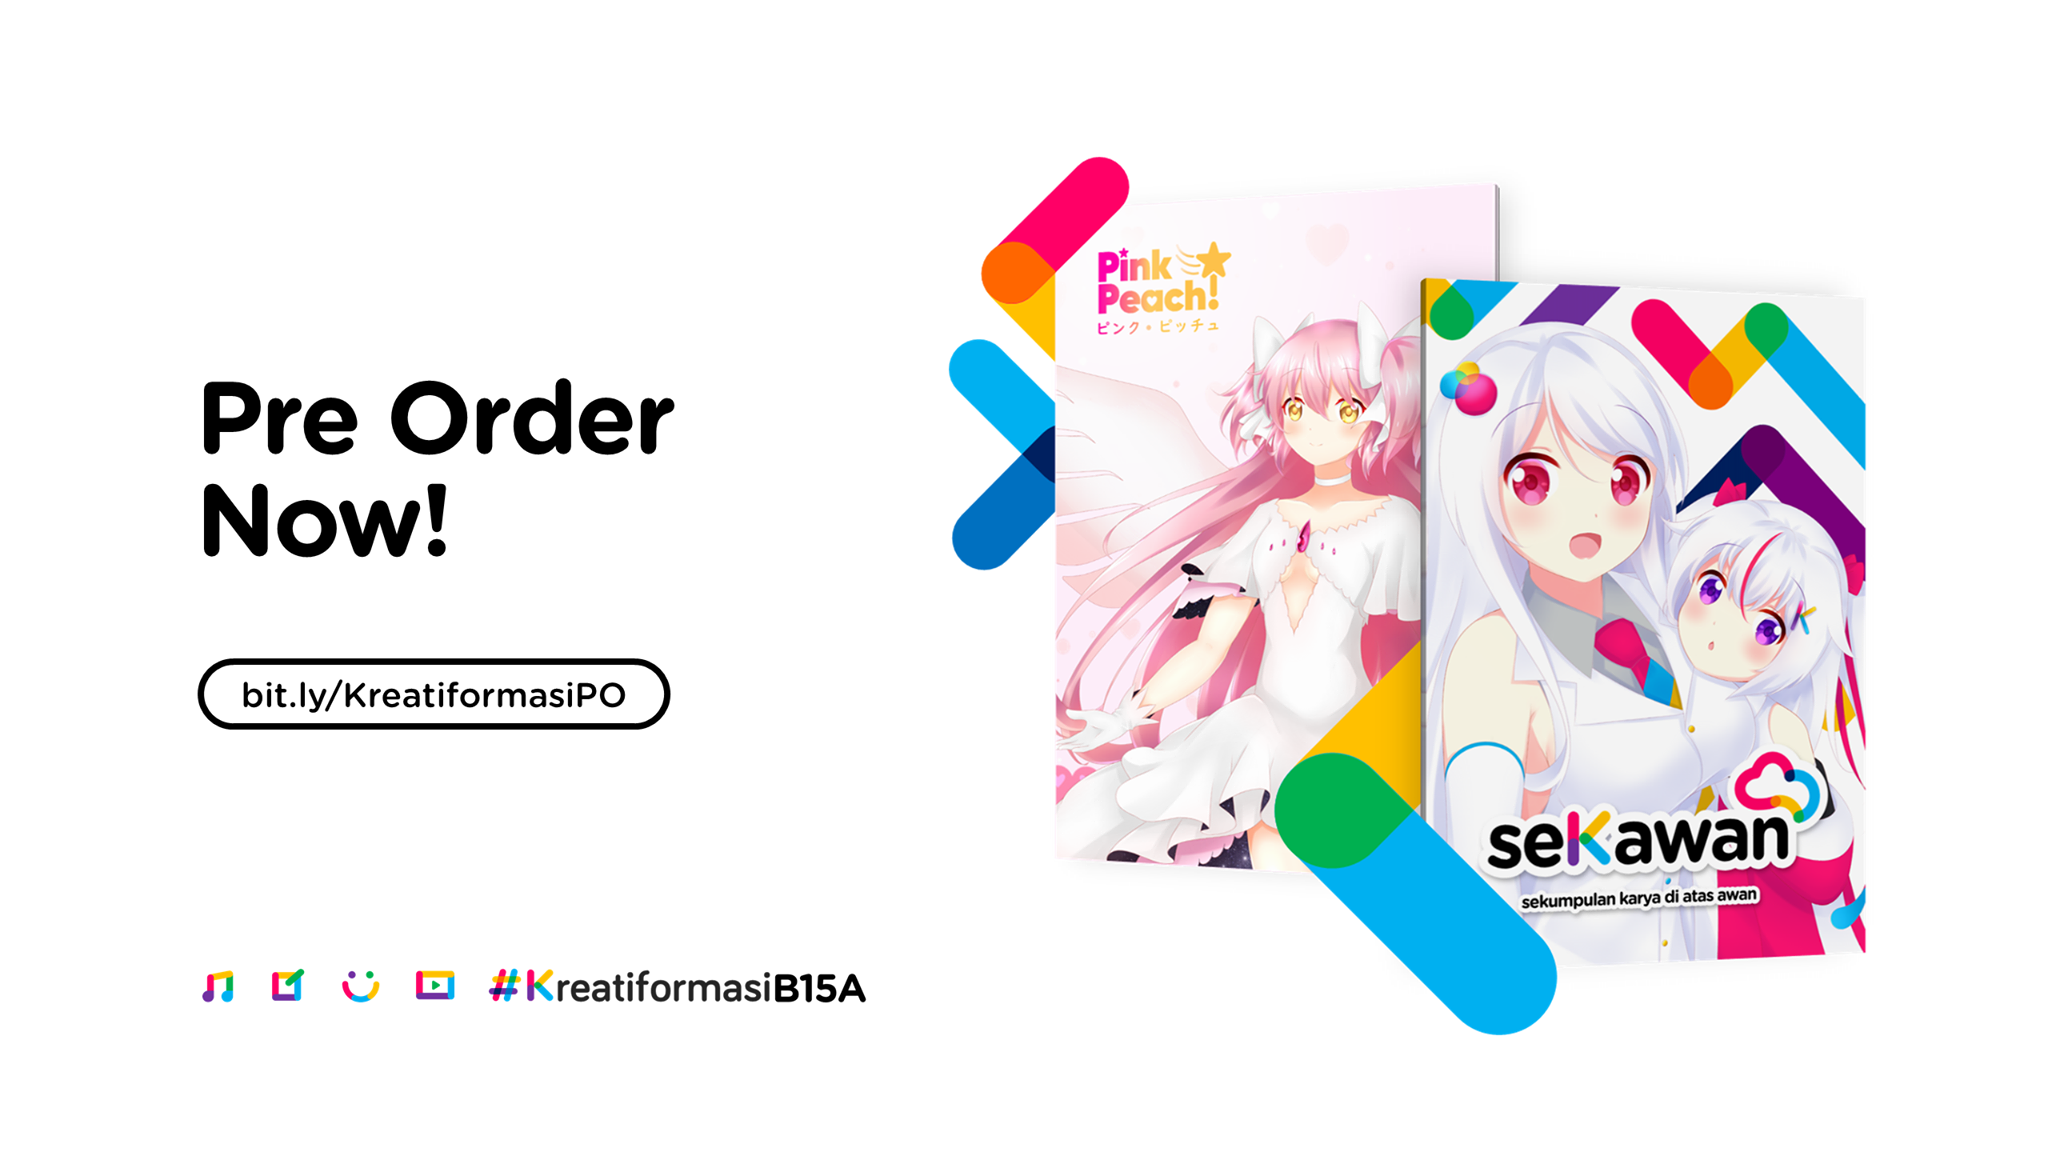 Pre Order
Now!
bit.ly/KreatiformasiPO
#KreatiformasiB15A
Pink
Peach!
ピンク・ピッチュ
seKawan
sekumpulan karya di atas awan